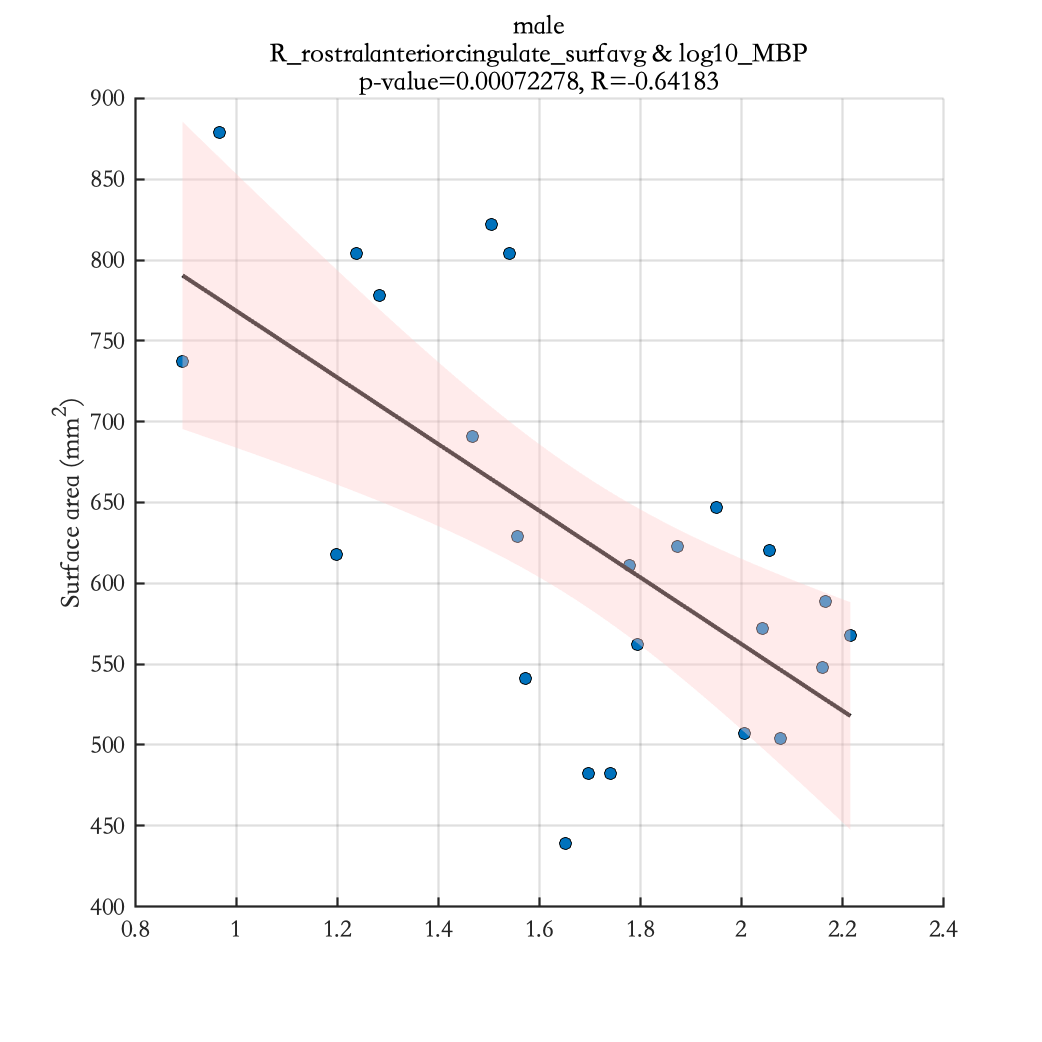 male
R_rostralanteriorcingulate_surfavg & log10_MBP
p-value=0.00072278, R=-0.64183
900
850
800
750
700
650
600
550
500
450
400
Surface area (mm²)
0.8 1 1.2 1.4 1.6 1.8 2 2.2 2.4